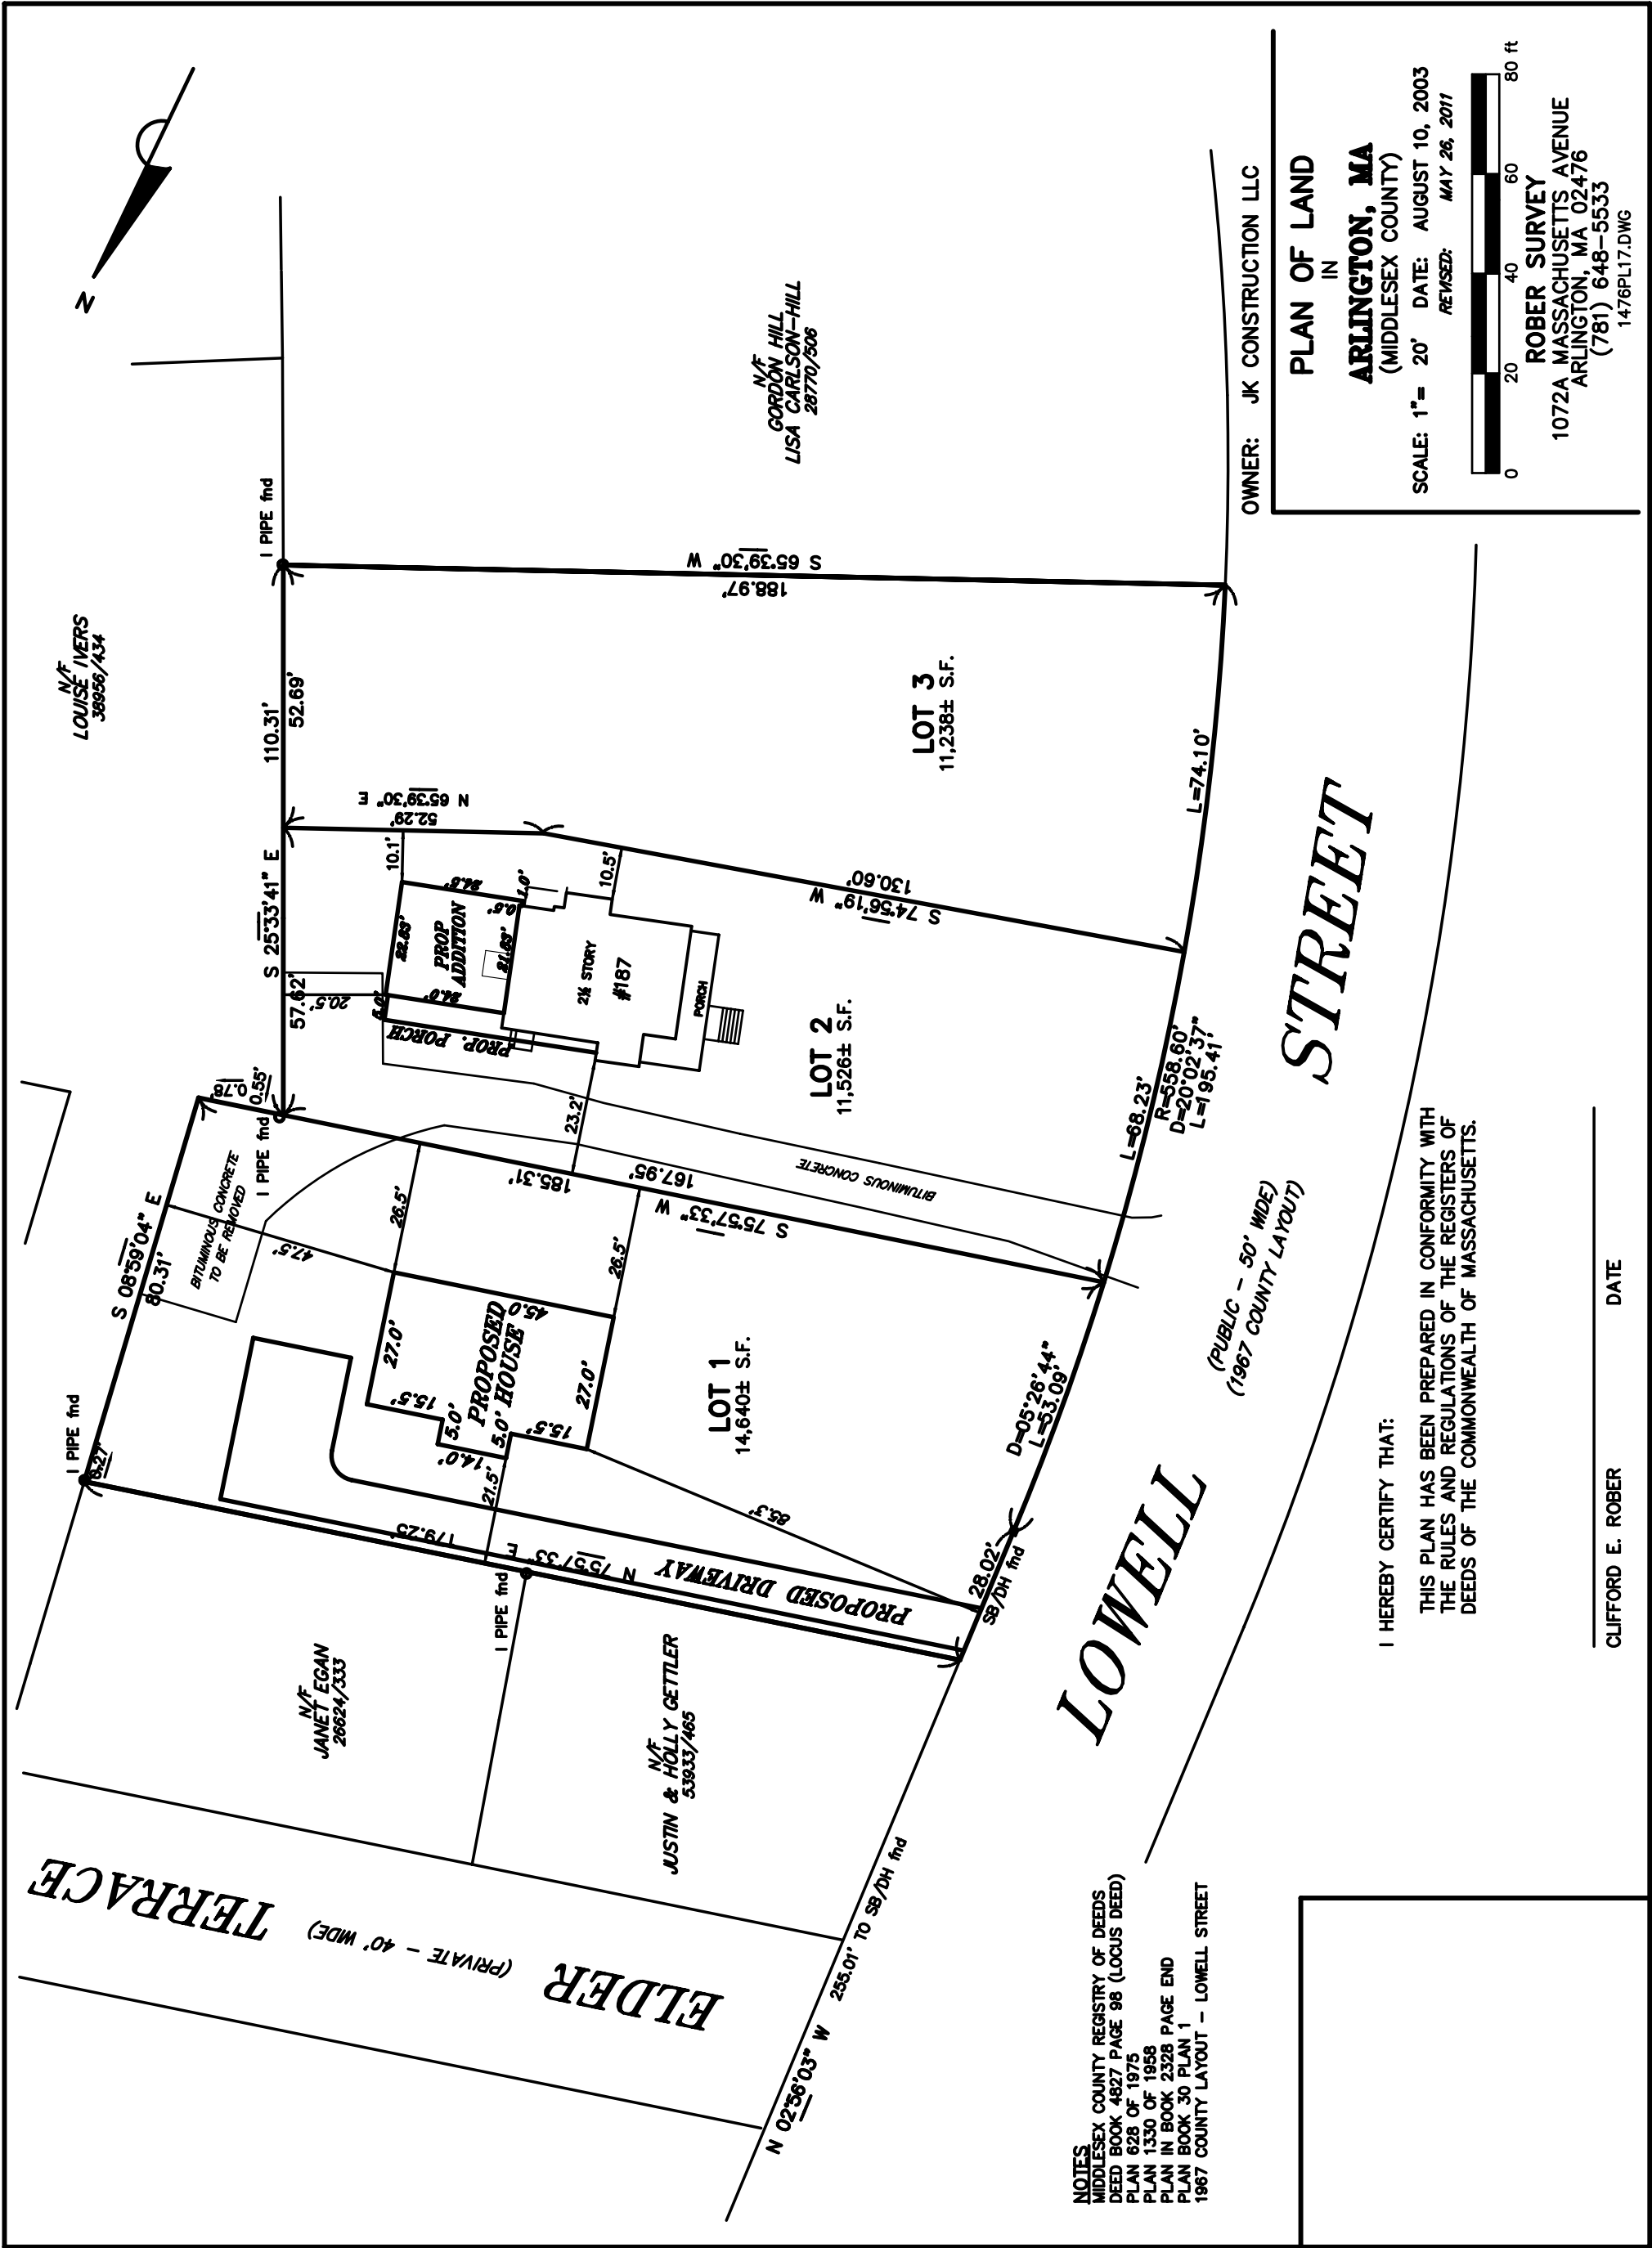 N
N/F
LOUISE IVERS
38956/434
I PIPE fnd
110.31'
52.69'
S 25°33'41" E
57.62'
20.5'
0.78'
0.55'
I PIPE fnd
S 08°59'04" E
80.31'
BITUMINOUS CONCRETE
TO BE REMOVED
47.5'
I PIPE fnd
N/F
GORDON HILL
LISA CARLSON-HILL
28770/506
S 65°39'30" W
188.97'
N 65°39'30" E
52.29'
10.1'
24.5'
1.0'
0.5'
22.83'
PROP
ADDITION
21.83'
24.0'
PROP. PORCH
10.5'
2½ STORY
#187
PORCH
130.60'
S 74°56'19" W
LOT 3
11,238± S.F.
L=74.10'
LOT 2
11,526± S.F.
L=68.23'
R=558.60'
D=20°02'37"
L=195.41'
23.2'
BITUMINOUS CONCRETE
185.31'
167.95'
S 75°57'33" W
26.5'
26.5'
45.0'
27.0'
PROPOSED
HOUSE
15.5'
5.0'
14.0'
5.0'
15.5'
27.0'
21.5'
LOT 1
14,640± S.F.
85.3'
D=05°26'44"
L=53.09'
179.25'
N 75°57'33" E
PROPOSED DRIVEWAY
28.02'
SB/DH fnd
I PIPE fnd
N/F
JANET EGAN
26624/333
N/F
JUSTIN & HOLLY GETTLER
53933/465
ELDER TERRACE
(PRIVATE - 40' WIDE)
LOWELL STREET
(PUBLIC - 50' WIDE)
(1967 COUNTY LAYOUT)
N 02°56'03" W
255.01' TO SB/DH fnd
NOTES
MIDDLESEX COUNTY REGISTRY OF DEEDS
DEED BOOK 4827 PAGE 98 (LOCUS DEED)
PLAN 628 OF 1975
PLAN 1330 OF 1958
PLAN IN BOOK 2328 PAGE END
PLAN BOOK 30 PLAN 1
1967 COUNTY LAYOUT - LOWELL STREET
I HEREBY CERTIFY THAT:
THIS PLAN HAS BEEN PREPARED IN CONFORMITY WITH
THE RULES AND REGULATIONS OF THE REGISTERS OF
DEEDS OF THE COMMONWEALTH OF MASSACHUSETTS.
CLIFFORD E. ROBER DATE
OWNER: JK CONSTRUCTION LLC
PLAN OF LAND
IN
ARLINGTON, MA
(MIDDLESEX COUNTY)
SCALE: 1"= 20' DATE: AUGUST 10, 2003
REVISED: MAY 26, 2011
0 20 40 60 80 ft
ROBER SURVEY
1072A MASSACHUSETTS AVENUE
ARLINGTON, MA 02476
(781) 648-5533
1476PL17.DWG